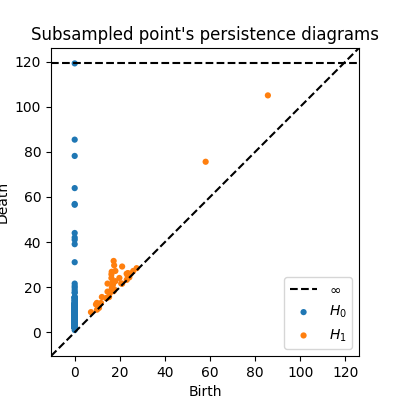 Subsampled point's persistence diagrams
120
100
80
60
40
20
0
Death
0 20 40 60 80 100 120
Birth
∞
H₀
H₁